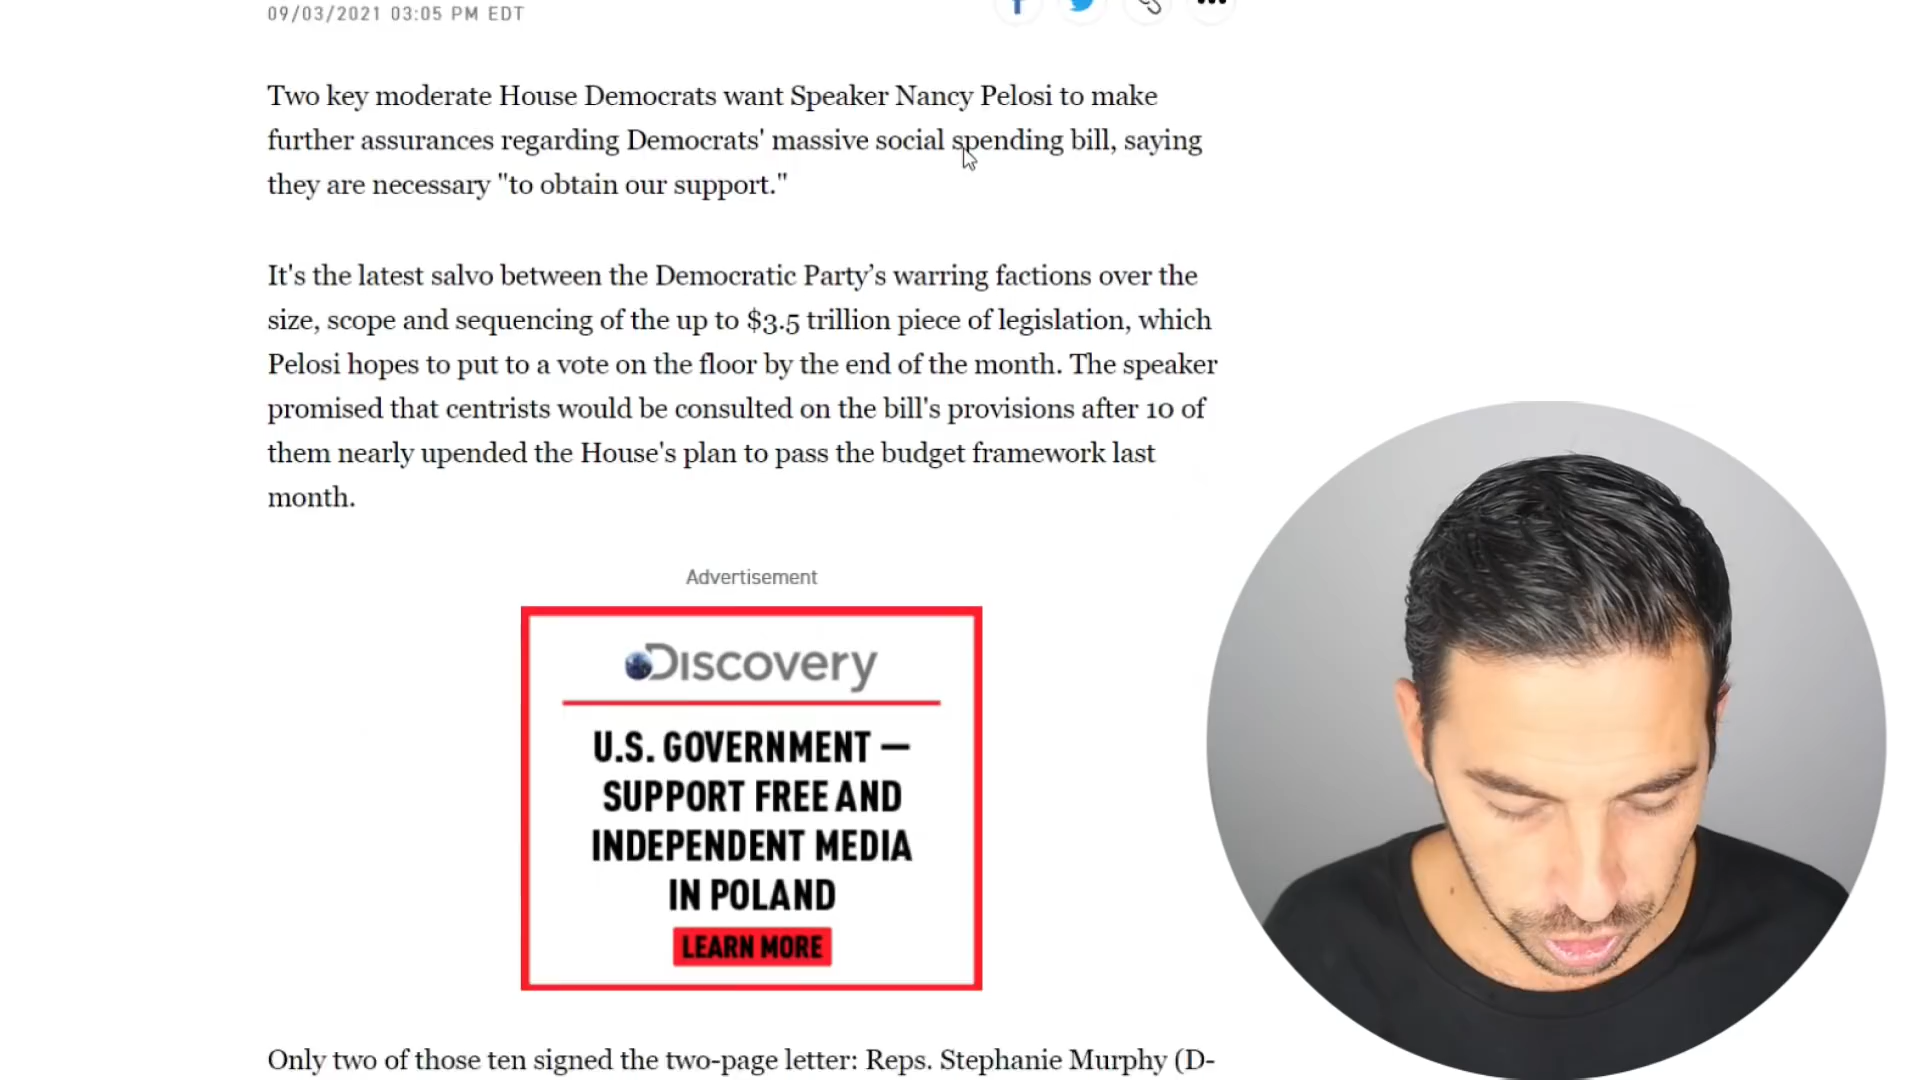 09/03/2021 03:05 PM EDT
Two key moderate House Democrats want Speaker Nancy Pelosi to make
further assurances regarding Democrats' massive social spending bill, saying
they are necessary "to obtain our support."
It's the latest salvo between the Democratic Party’s warring factions over the
size, scope and sequencing of the up to $3.5 trillion piece of legislation, which
Pelosi hopes to put to a vote on the floor by the end of the month. The speaker
promised that centrists would be consulted on the bill's provisions after 10 of
them nearly upended the House's plan to pass the budget framework last
month.
Advertisement
Discovery
U.S. GOVERNMENT —
SUPPORT FREE AND
INDEPENDENT MEDIA
IN POLAND
LEARN MORE
Only two of those ten signed the two-page letter: Reps. Stephanie Murphy (D-